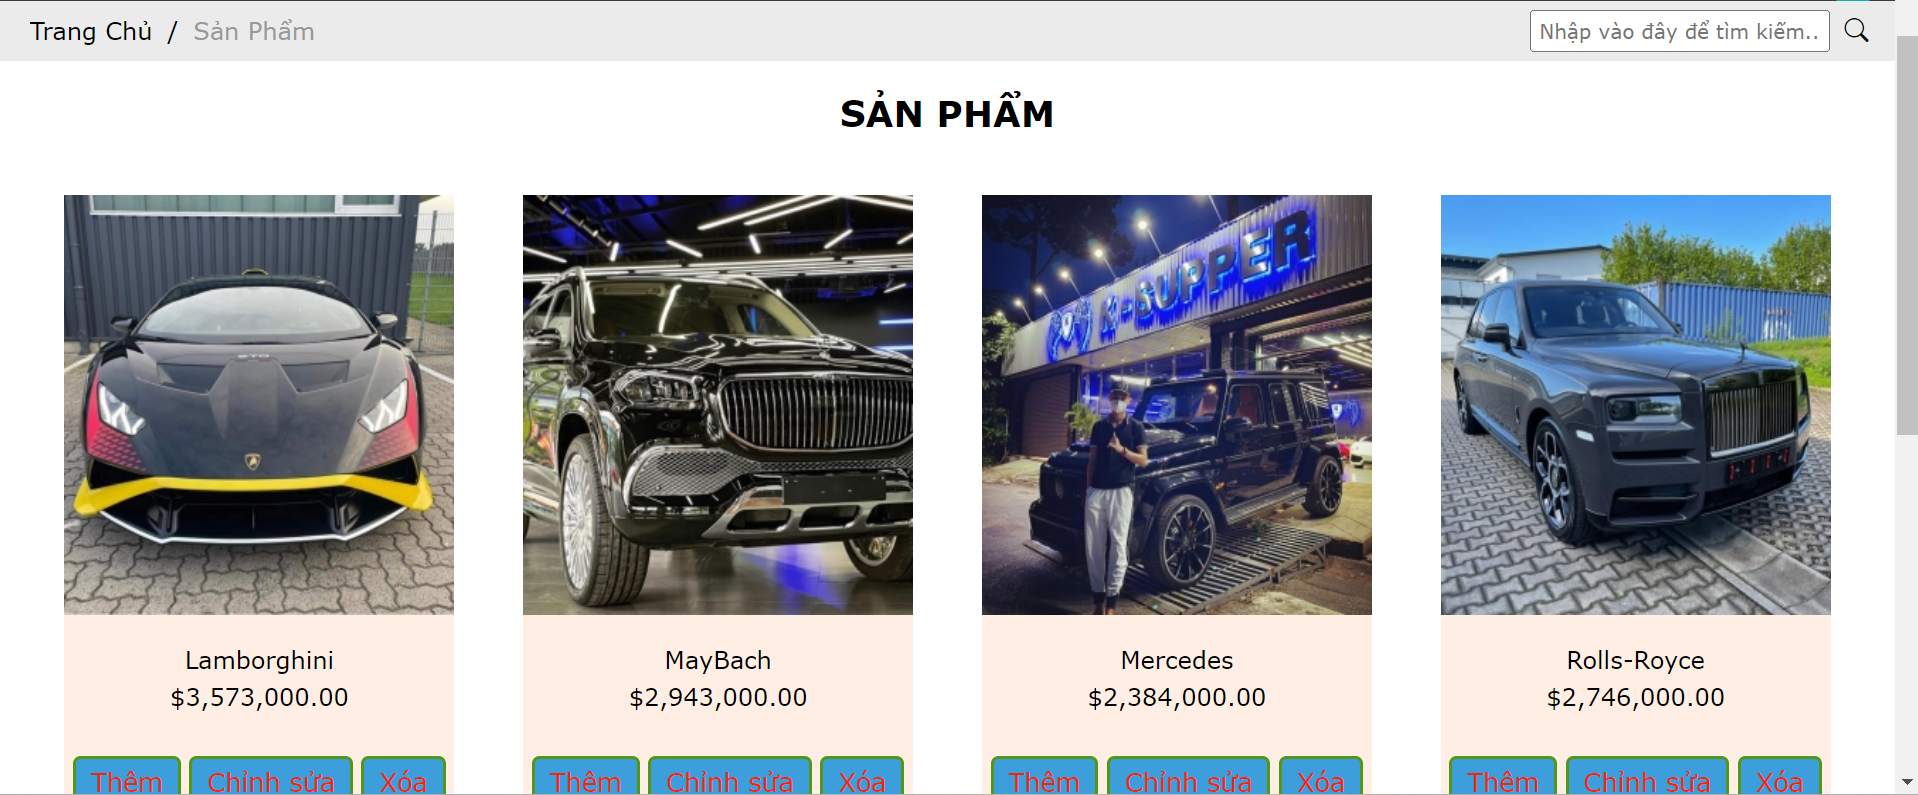 Trang Chủ / Sản Phẩm
Nhập vào đây để tìm kiếm..
SẢN PHẨM
STO
K-SUPPER
Lamborghini
$3,573,000.00
Thêm Chỉnh sửa Xóa
MayBach
$2,943,000.00
Thêm Chỉnh sửa Xóa
Mercedes
$2,384,000.00
Thêm Chỉnh sửa Xóa
Rolls-Royce
$2,746,000.00
Thêm Chỉnh sửa Xóa